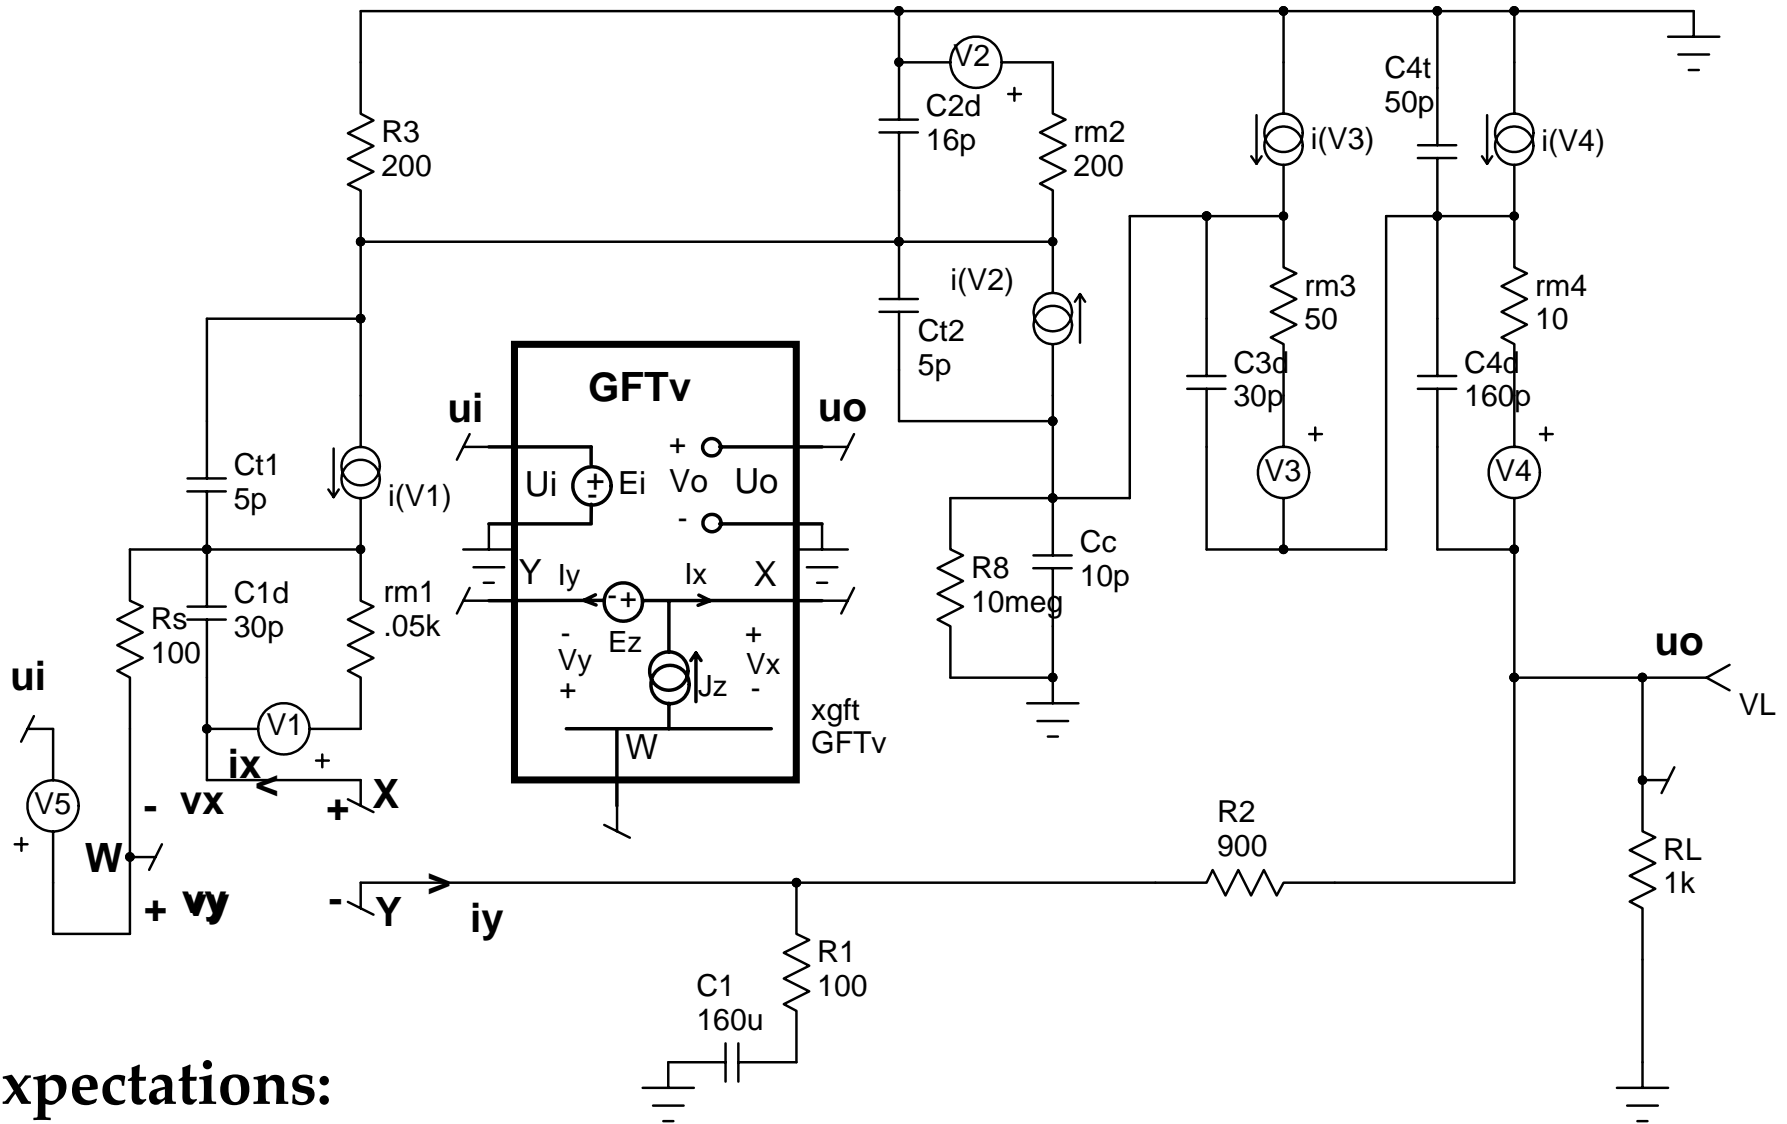 V2
+
C2d
16p
rm2
200
R3
200
C4t
50p
i(V3)
i(V4)
i(V2)
Ct2
5p
rm3
50
rm4
10
C3d
30p
C4d
160p
+
V3
+
V4
GFTv
ui
uo
Ui
+
-
Ei
+
Vo
-
Uo
Y
Iy
Ix
X
-
+
Ez
-
Vy
+
Jz
+
Vx
-
W
xgft
GFTv
Ct1
5p
i(V1)
Rs
100
C1d
30p
rm1
.05k
V1
+
ix
ui
V5
+
-
vx
+
X
W
+
vy
-
Y
iy
R8
10meg
Cc
10p
uo
VL
R2
900
RL
1k
R1
100
C1
160u
xpectations: